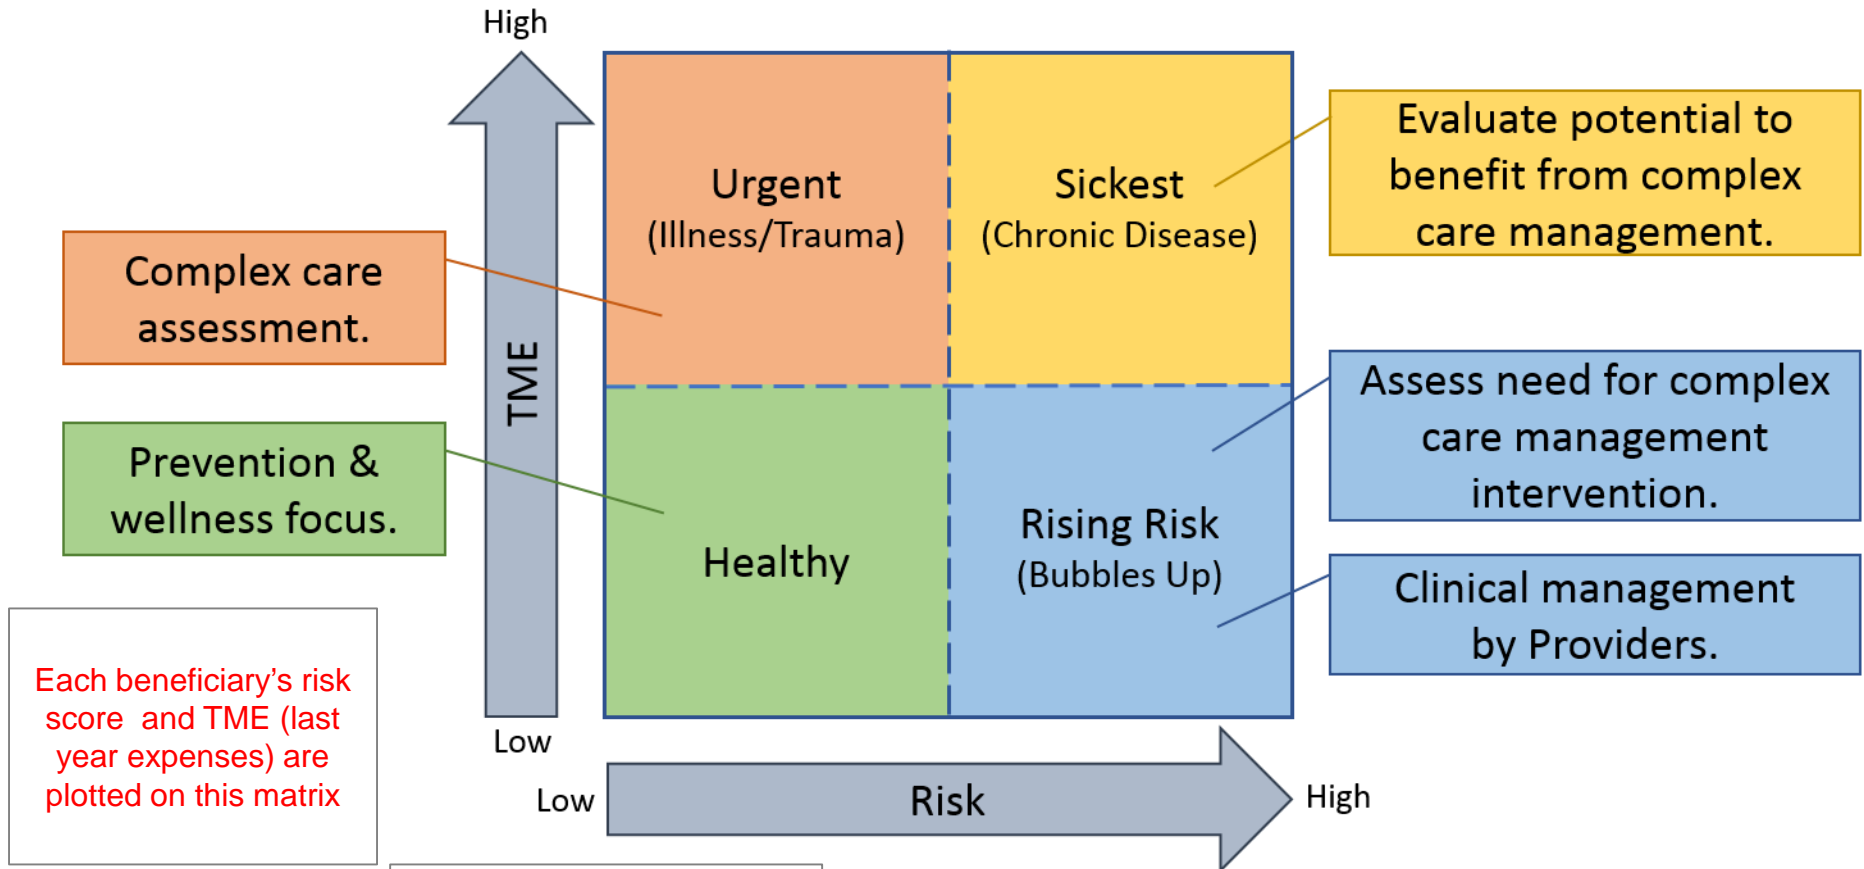 High
Urgent
(Illness/Trauma)
Sickest
(Chronic Disease)
Evaluate potential to
benefit from complex
care management.
Complex care
assessment.
TME
Prevention &
wellness focus.
Healthy
Rising Risk
(Bubbles Up)
Assess need for complex
care management
intervention.
Clinical management
by Providers.
Each beneficiary’s risk
score and TME (last
year expenses) are
plotted on this matrix
Low
Low
Risk
High